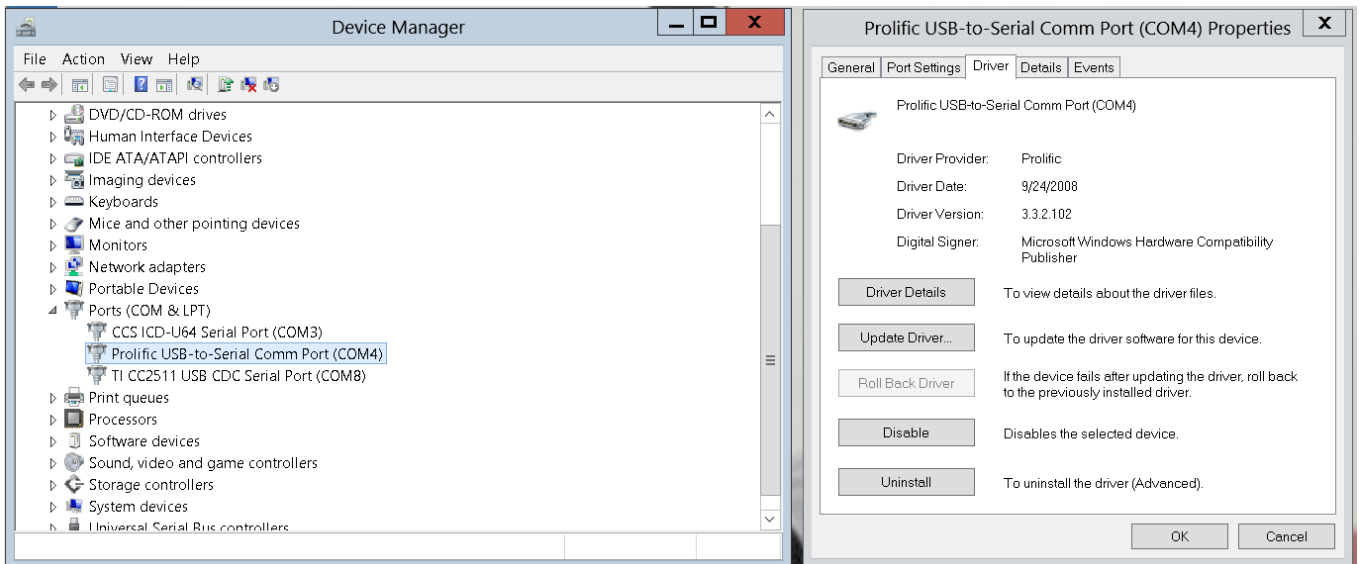 Device Manager
File Action View Help
DVD/CD-ROM drives
Human Interface Devices
IDE ATA/ATAPI controllers
Imaging devices
Keyboards
Mice and other pointing devices
Monitors
Network adapters
Portable Devices
Ports (COM & LPT)
CCS ICD-U64 Serial Port (COM3)
Prolific USB-to-Serial Comm Port (COM4)
TI CC2511 USB CDC Serial Port (COM8)
Print queues
Processors
Software devices
Sound, video and game controllers
Storage controllers
System devices
Universal Serial Bus controllers
Prolific USB-to-Serial Comm Port (COM4) Properties
General Port Settings Driver Details Events
Prolific USB-to-Serial Comm Port (COM4)
Driver Provider: Prolific
Driver Date: 9/24/2008
Driver Version: 3.3.2.102
Digital Signer: Microsoft Windows Hardware Compatibility
Publisher
Driver Details To view details about the driver files.
Update Driver... To update the driver software for this device.
Roll Back Driver If the device fails after updating the driver, roll back
to the previously installed driver.
Disable Disables the selected device.
Uninstall To uninstall the driver (Advanced).
OK Cancel